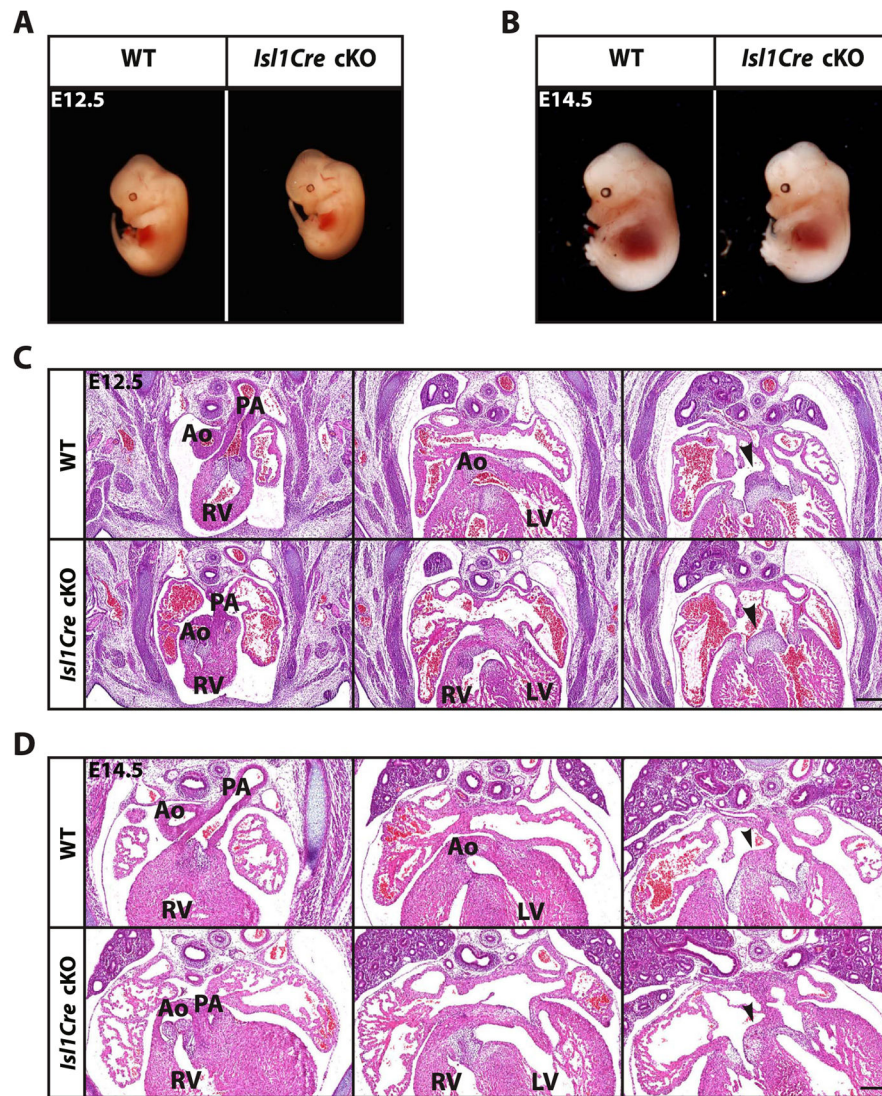 A
WT
Isl1Cre cKO
E12.5
B
WT
Isl1Cre cKO
E14.5
C
WT
E12.5
PA
Ao
RV
Ao
LV
Isl1Cre cKO
PA
Ao
RV
RV
LV
D
WT
E14.5
PA
Ao
RV
Ao
LV
Isl1Cre cKO
Ao
PA
RV
RV
LV